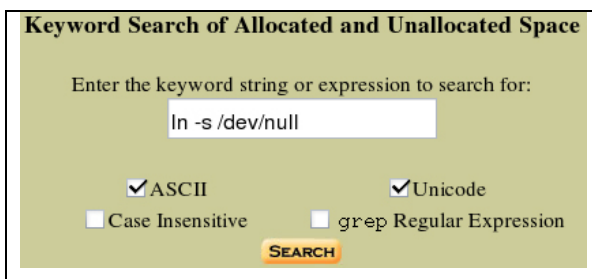 Keyword Search of Allocated and Unallocated Space
Enter the keyword string or expression to search for:
ln -s /dev/null
ASCII Unicode
Case Insensitive grep Regular Expression
SEARCH